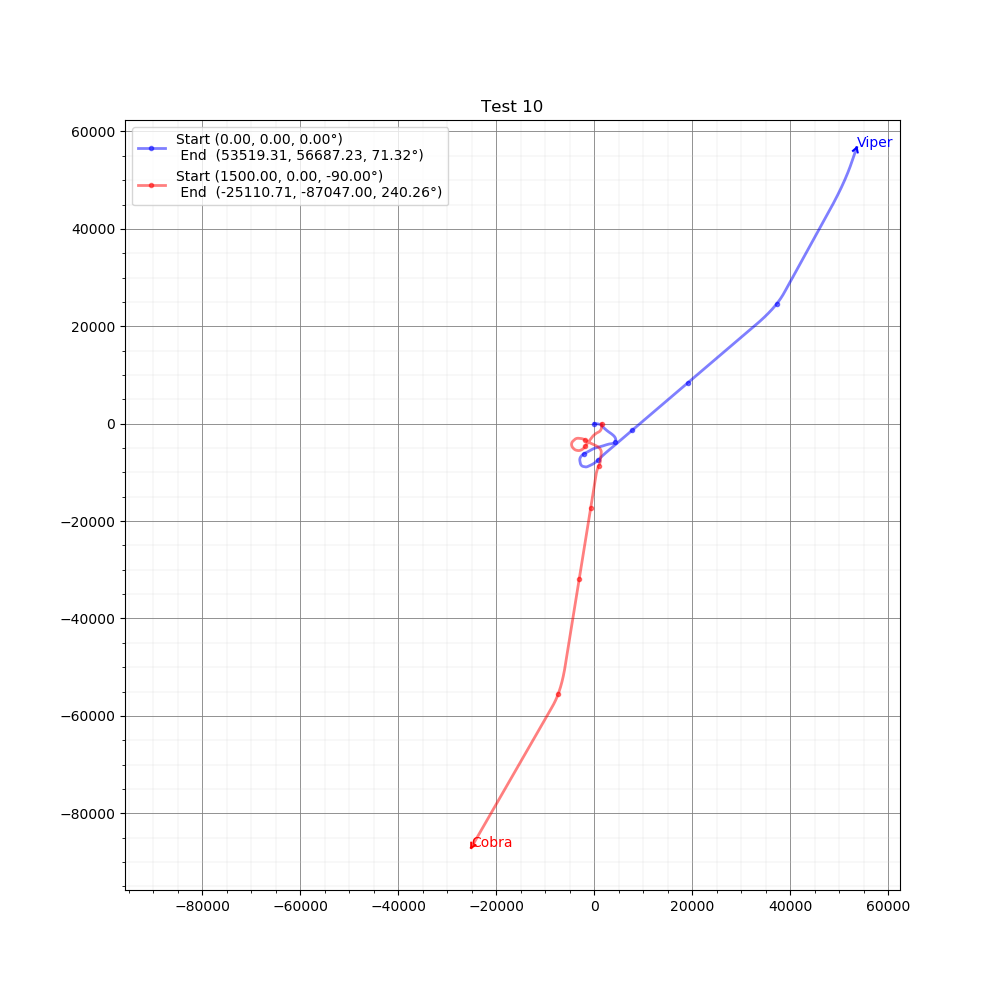 Test 10
Start (0.00, 0.00, 0.00°)
End  (53519.31, 56687.23, 71.32°)
Start (1500.00, 0.00, -90.00°)
End  (-25110.71, -87047.00, 240.26°)
Viper
60000
40000
20000
0
−20000
−40000
−60000
−80000
Cobra
−80000 −60000 −40000 −20000 0 20000 40000 60000